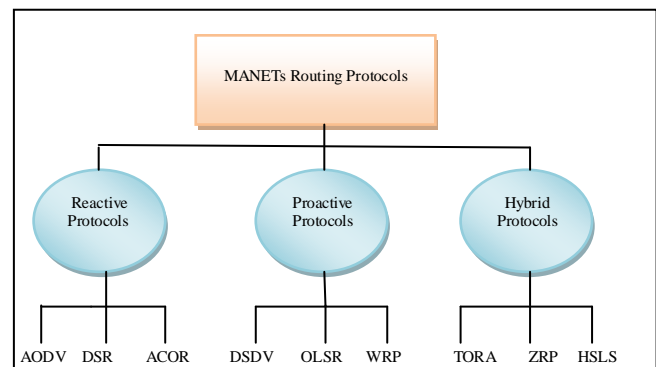 MANETs Routing Protocols
Reactive
Protocols
Proactive
Protocols
Hybrid
Protocols
AODV DSR ACOR DSDV OLSR WRP TORA ZRP HSLS